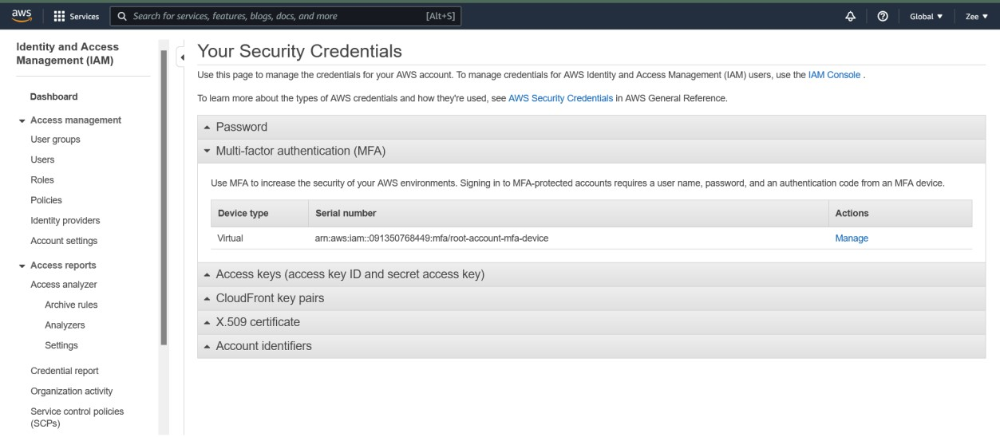 aws
Services
Search for services, features, blogs, docs, and more [Alt+S]
Global ▼
Zee ▼
Identity and Access
Management (IAM)
Dashboard
Access management
User groups
Users
Roles
Policies
Identity providers
Account settings
Access reports
Access analyzer
Archive rules
Analyzers
Settings
Credential report
Organization activity
Service control policies
(SCPs)
Your Security Credentials
Use this page to manage the credentials for your AWS account. To manage credentials for AWS Identity and Access Management (IAM) users, use the IAM Console .
To learn more about the types of AWS credentials and how they're used, see AWS Security Credentials in AWS General Reference.
Password
Multi-factor authentication (MFA)
Use MFA to increase the security of your AWS environments. Signing in to MFA-protected accounts requires a user name, password, and an authentication code from an MFA device.
Device type Serial number Actions
Virtual arn:aws:iam::091350768449:mfa/root-account-mfa-device Manage
Access keys (access key ID and secret access key)
CloudFront key pairs
X.509 certificate
Account identifiers